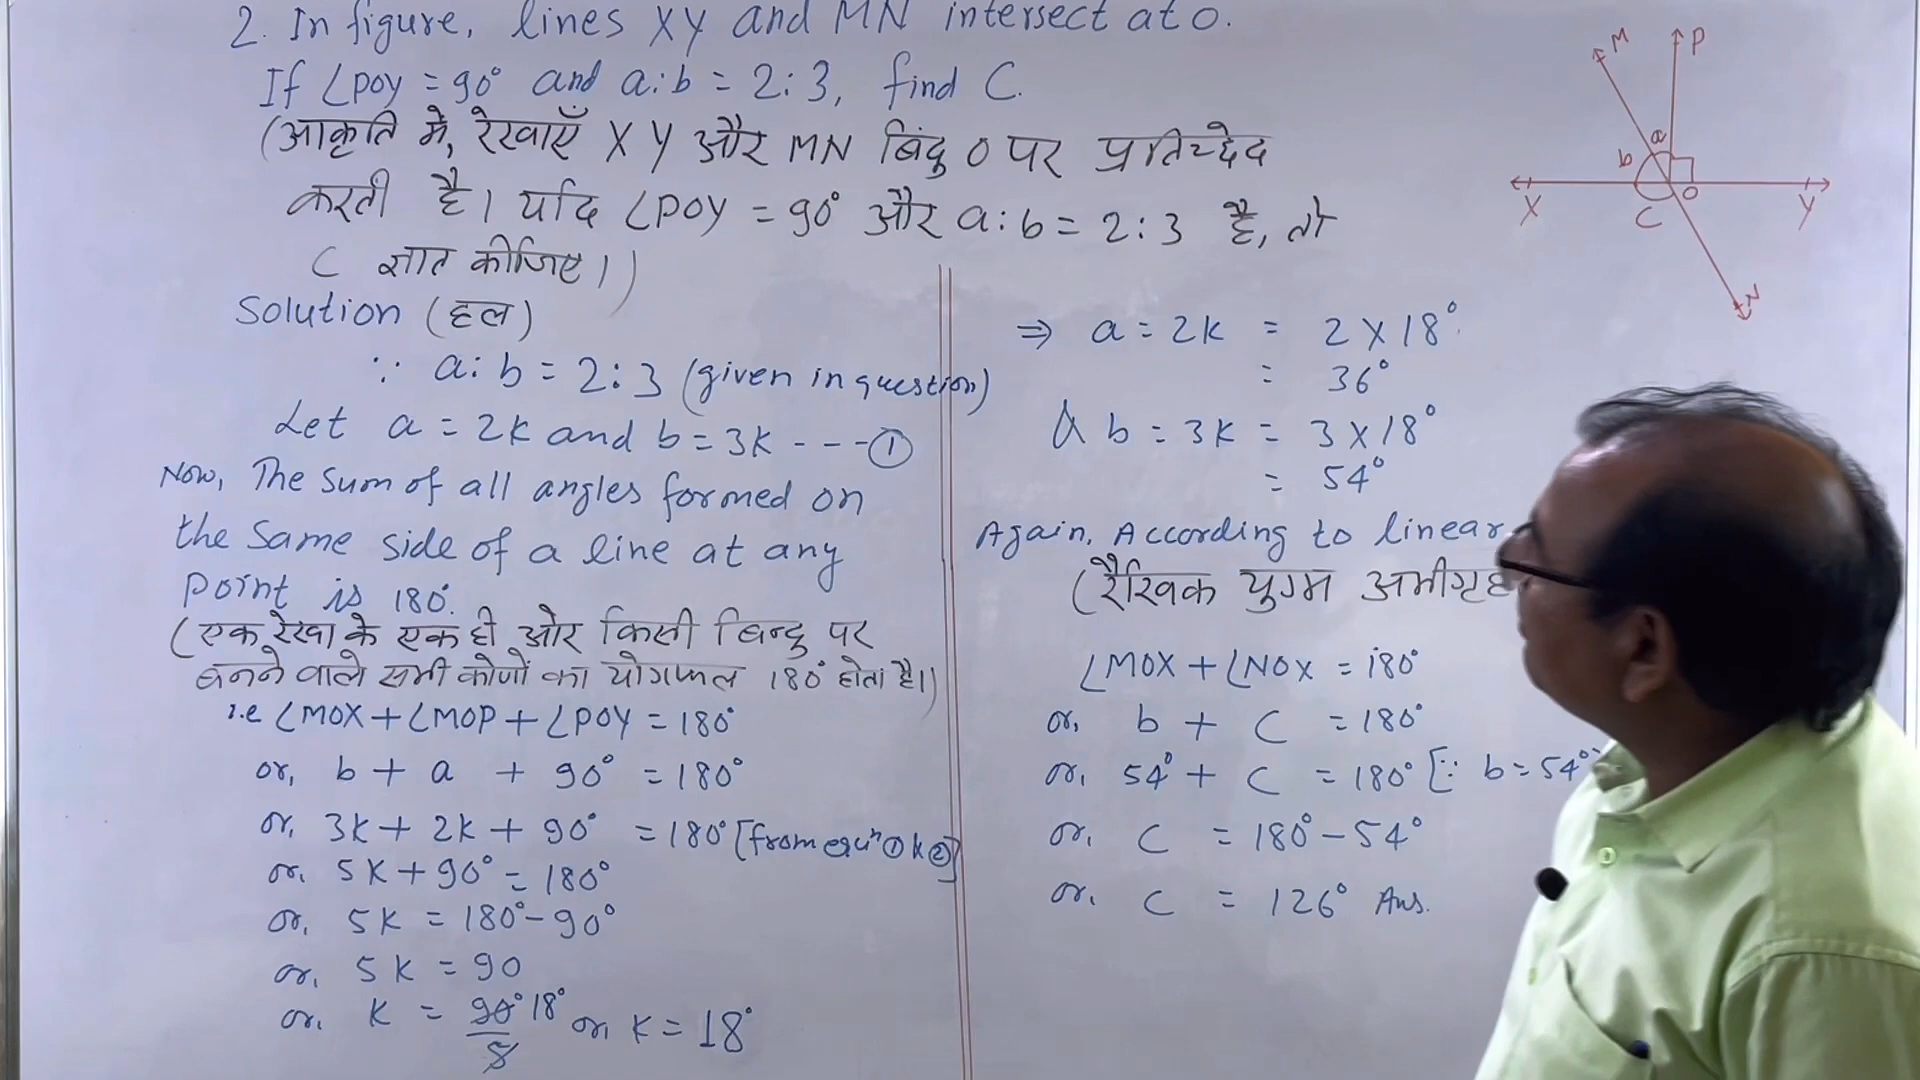 2. In figure, lines XY and MN intersect at O.
If ∠POY = 90° and a:b = 2:3, find C.
(आकृति में, रेखाएँ XY और MN बिंदु O पर प्रतिच्छेद
करती है। यदि ∠POY = 90° और a:b = 2:3 है, तो
C ज्ञात कीजिए।)
Solution (हल)
∵ a:b = 2:3 (given in question)
Let a = 2k and b = 3k ---①
Now, The sum of all angles formed on
the same side of a line at any
point is 180°.
(एक रेखा के एक ही ओर किसी बिन्दु पर
बनने वाले सभी कोणों का योगफल 180° होता है।)
i.e ∠MOX + ∠MOP + ∠POY = 180°
or, b + a + 90° = 180°
or, 3k + 2k + 90° = 180° [from equⁿ ① & ②]
or, 5k + 90° = 180°
or, 5k = 180° - 90°
or, 5k = 90
or, k = 90°/5 18° or, k = 18°
⇒ a = 2k = 2 × 18°
= 36°
& b = 3k = 3 × 18°
= 54°
Again, According to linear
(रैखिक युग्म अभीगृह
∠MOX + ∠NOX = 180°
or, b + C = 180°
or, 54° + C = 180° [∵ b = 54°
or, C = 180° - 54°
or, C = 126° Ans.
M P
a
b
O
X C Y
N